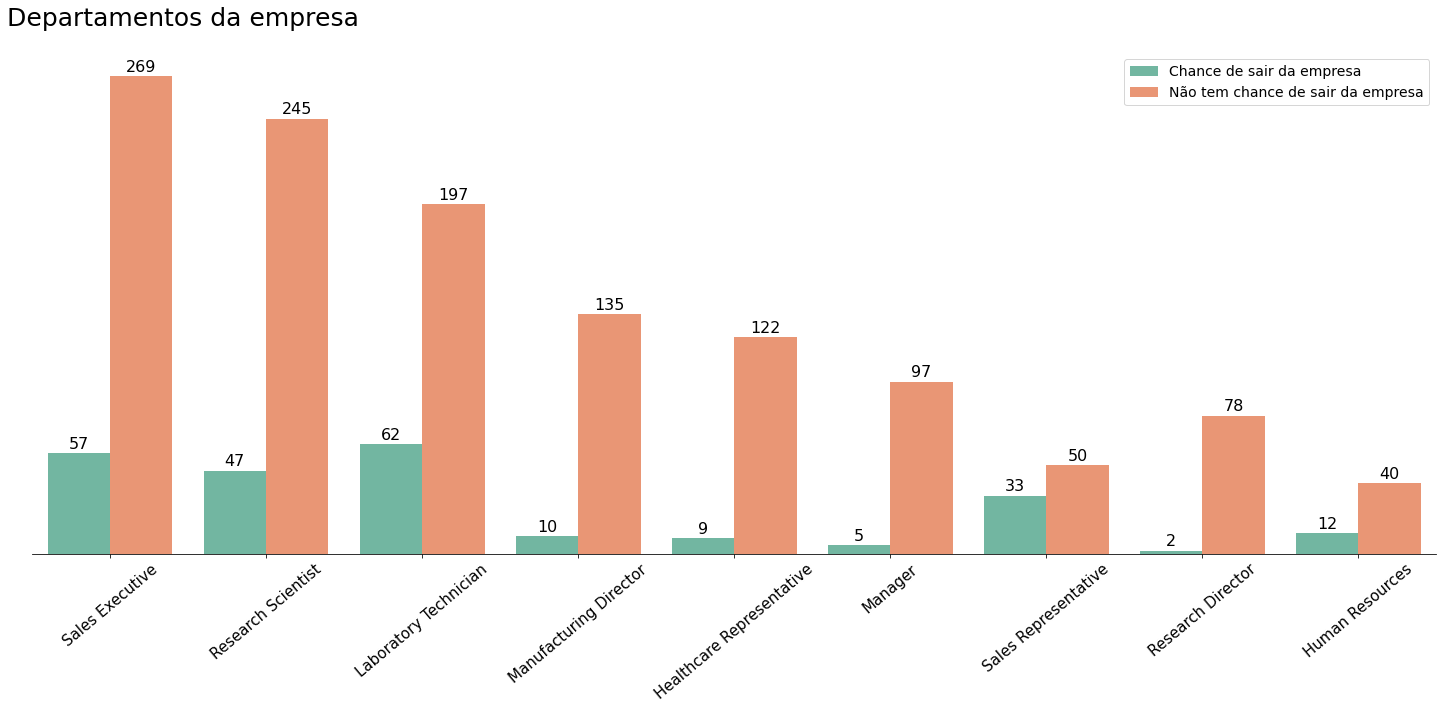 Departamentos da empresa
Chance de sair da empresa
Não tem chance de sair da empresa
269
245
197
135
122
97
50
78
40
57
47
62
10
9
5
33
2
12
Sales Executive
Research Scientist
Laboratory Technician
Manufacturing Director
Healthcare Representative
Manager
Sales Representative
Research Director
Human Resources